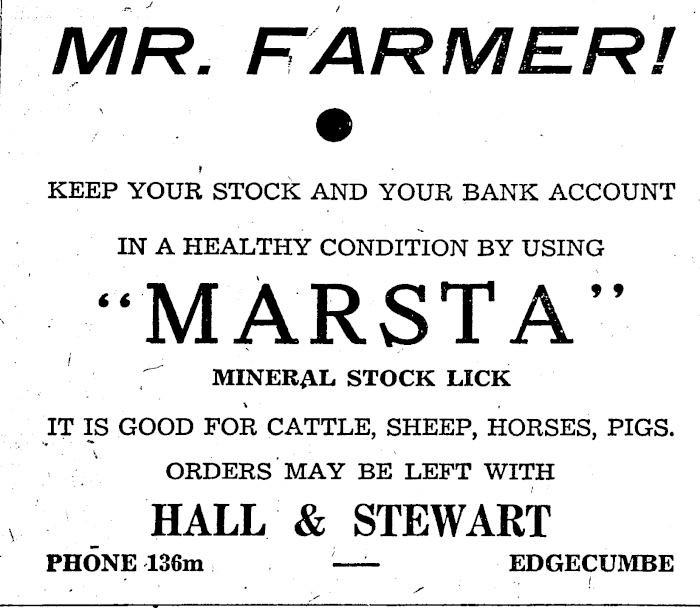 MR. FARMER!
KEEP YOUR STOCK AND YOUR BANK ACCOUNT
IN A HEALTHY CONDITION BY USING
"MARSTA"
MINERAL STOCK LICK
IT IS GOOD FOR CATTLE, SHEEP, HORSES, PIGS.
ORDERS MAY BE LEFT WITH
HALL & STEWART
PHONE 136m — EDGECUMBE